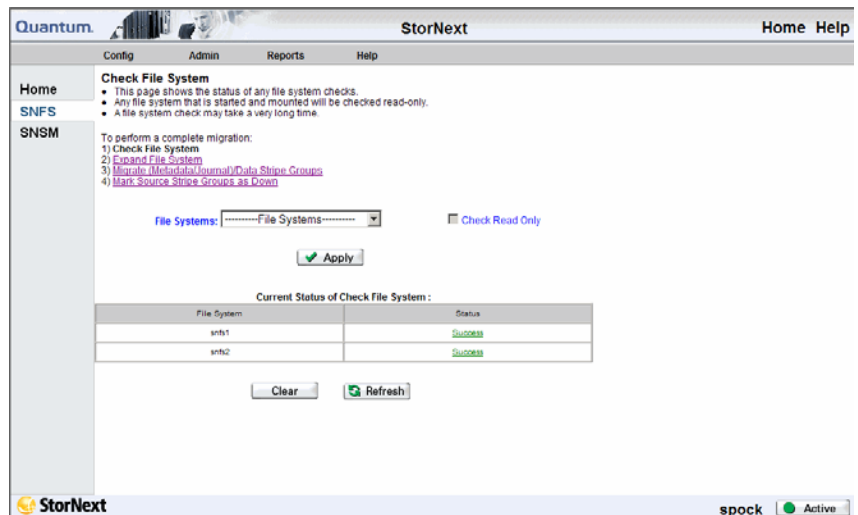 Quantum. StorNext Home Help
Config Admin Reports Help
Home
SNFS
SNSM
Check File System
• This page shows the status of any file system checks.
• Any file system that is started and mounted will be checked read-only.
• A file system check may take a very long time.
To perform a complete migration:
1) Check File System
2) Expand File System
3) Migrate (Metadata/Journal)/Data Stripe Groups
4) Mark Source Stripe Groups as Down
File Systems: ----------File Systems---------- Check Read Only
Apply
Current Status of Check File System :
File System Status
snfs1 Success
snfs2 Success
Clear Refresh
StorNext spock Active